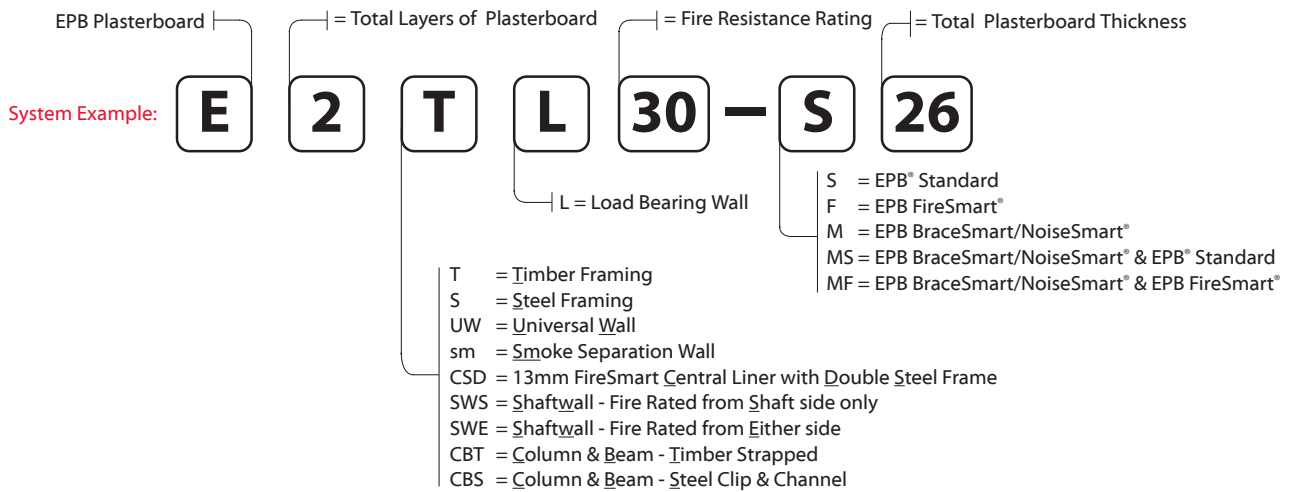 EPB Plasterboard = Total Layers of Plasterboard = Fire Resistance Rating = Total Plasterboard Thickness
System Example: E 2 T L 30 – S 26
L = Load Bearing Wall
S = EPB® Standard
F = EPB FireSmart®
M = EPB BraceSmart/NoiseSmart®
MS = EPB BraceSmart/NoiseSmart® & EPB® Standard
MF = EPB BraceSmart/NoiseSmart® & EPB FireSmart®
T = Timber Framing
S = Steel Framing
UW = Universal Wall
sm = Smoke Separation Wall
CSD = 13mm FireSmart Central Liner with Double Steel Frame
SWS = Shaftwall - Fire Rated from Shaft side only
SWE = Shaftwall - Fire Rated from Either side
CBT = Column & Beam - Timber Strapped
CBS = Column & Beam - Steel Clip & Channel